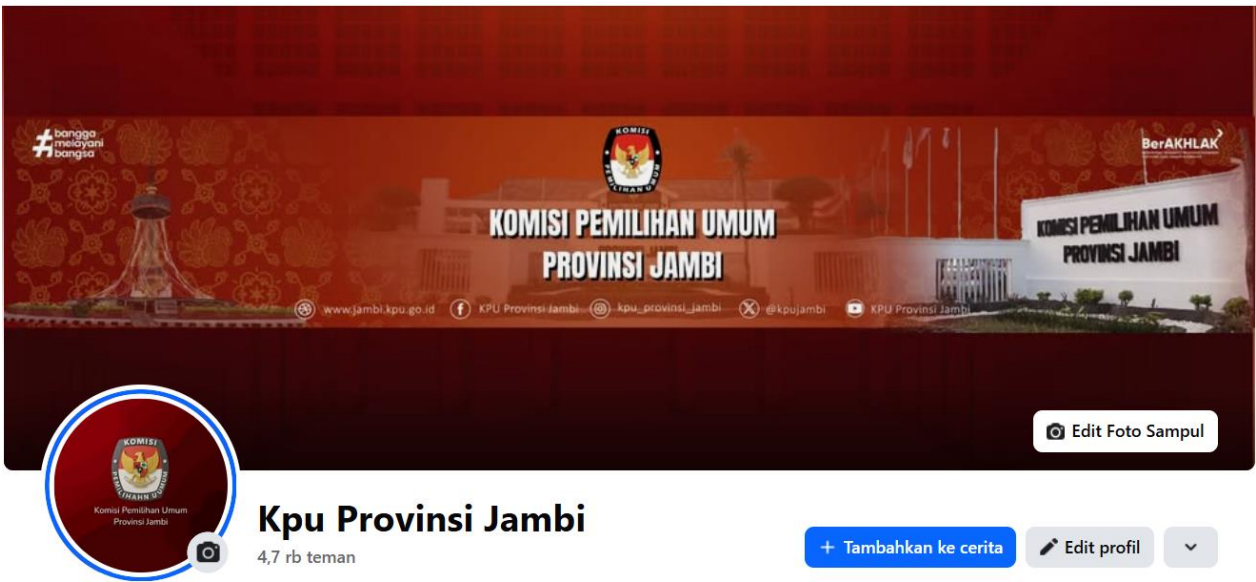 # bangga
melayani
bangsa
KOMISI
PEMILIHAN UMUM
BerAKHLAK
KOMISI PEMILIHAN UMUM
PROVINSI JAMBI
KOMISI PEMILIHAN UMUM
PROVINSI JAMBI
www.jambi.kpu.go.id
KPU Provinsi Jambi
kpu_provinsi_jambi
@kpujambi
KPU Provinsi Jambi
Edit Foto Sampul
KOMISI
PEMILIHAN UMUM
Komisi Pemilihan Umum
Provinsi Jambi
Kpu Provinsi Jambi
4,7 rb teman
+ Tambahkan ke cerita
Edit profil